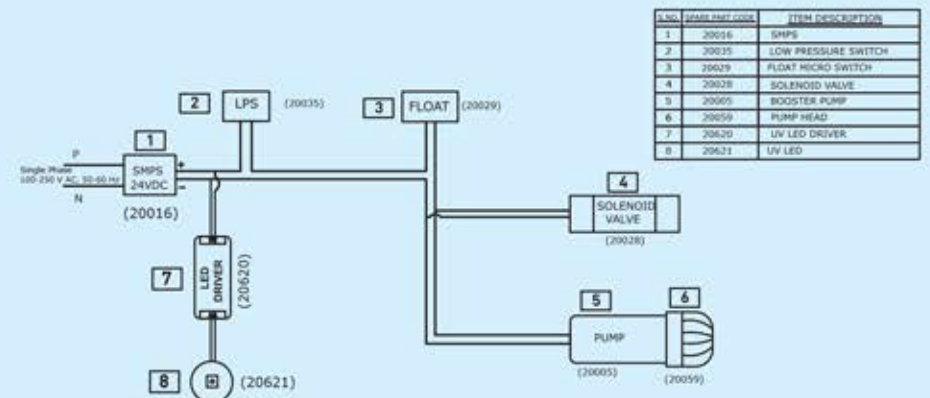 S.NO. SPARE PART CODE ITEM DESCRIPTION
1 20016 SMPS
2 20035 LOW PRESSURE SWITCH
3 20029 FLOAT MICRO SWITCH
4 20028 SOLENOID VALVE
5 20005 BOOSTER PUMP
6 20059 PUMP HEAD
7 20620 UV LED DRIVER
8 20621 UV LED
2 LPS (20035)
3 FLOAT (20029)
1
P
Single Phase
100-250 V AC, 50-60 Hz
N
SMPS
24VDC
+
-
(20016)
4
SOLENOID
VALVE
(20028)
7
LED
DRIVER
(20620)
5
6
PUMP
(20005)
(20059)
8
(20621)